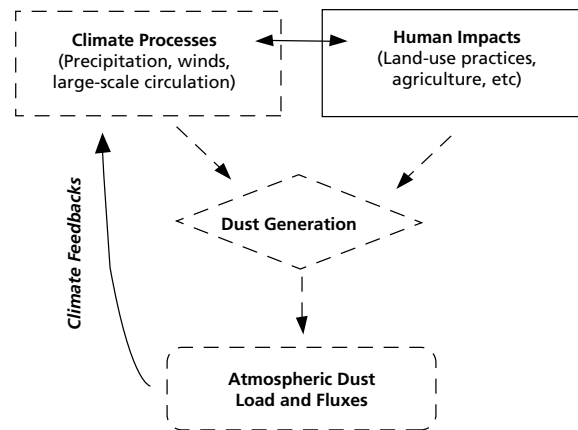 Climate Processes
(Precipitation, winds,
large-scale circulation)
Human Impacts
(Land-use practices,
agriculture, etc)
Dust Generation
Climate Feedbacks
Atmospheric Dust
Load and Fluxes